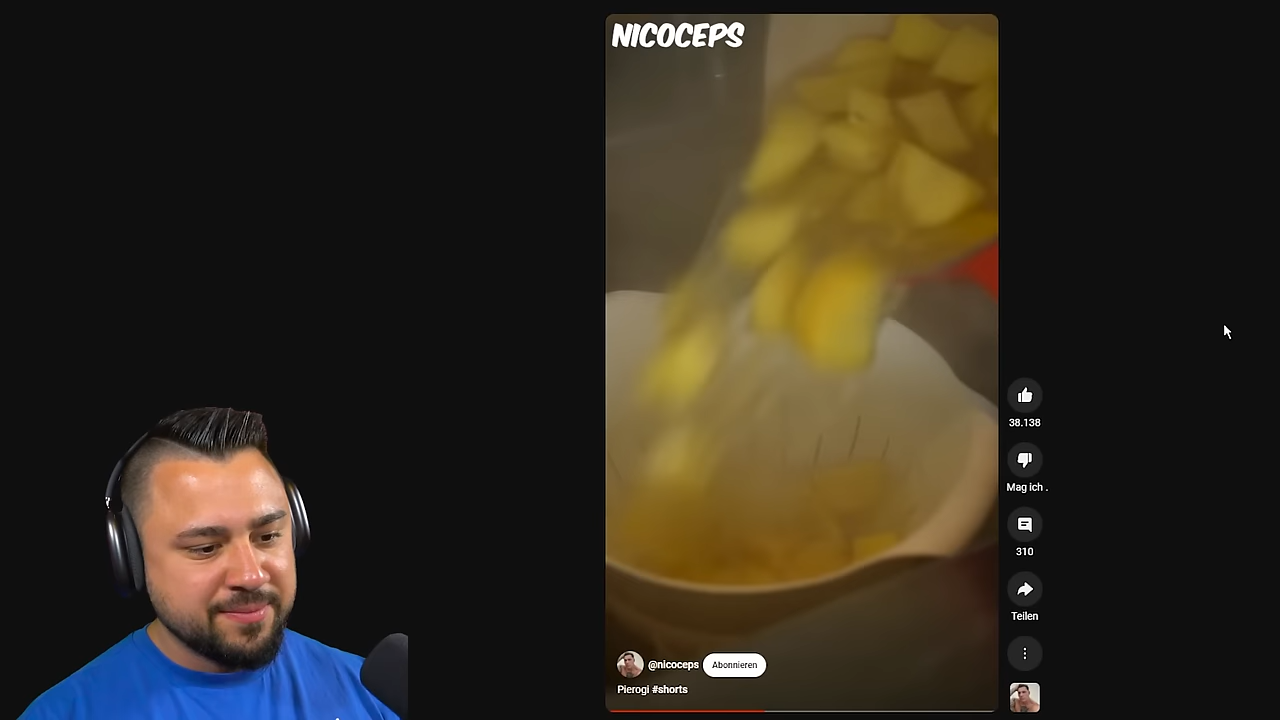 NICOCEPS
38.138
Mag ich .
310
Teilen
@nicoceps Abonnieren
Pierogi #shorts